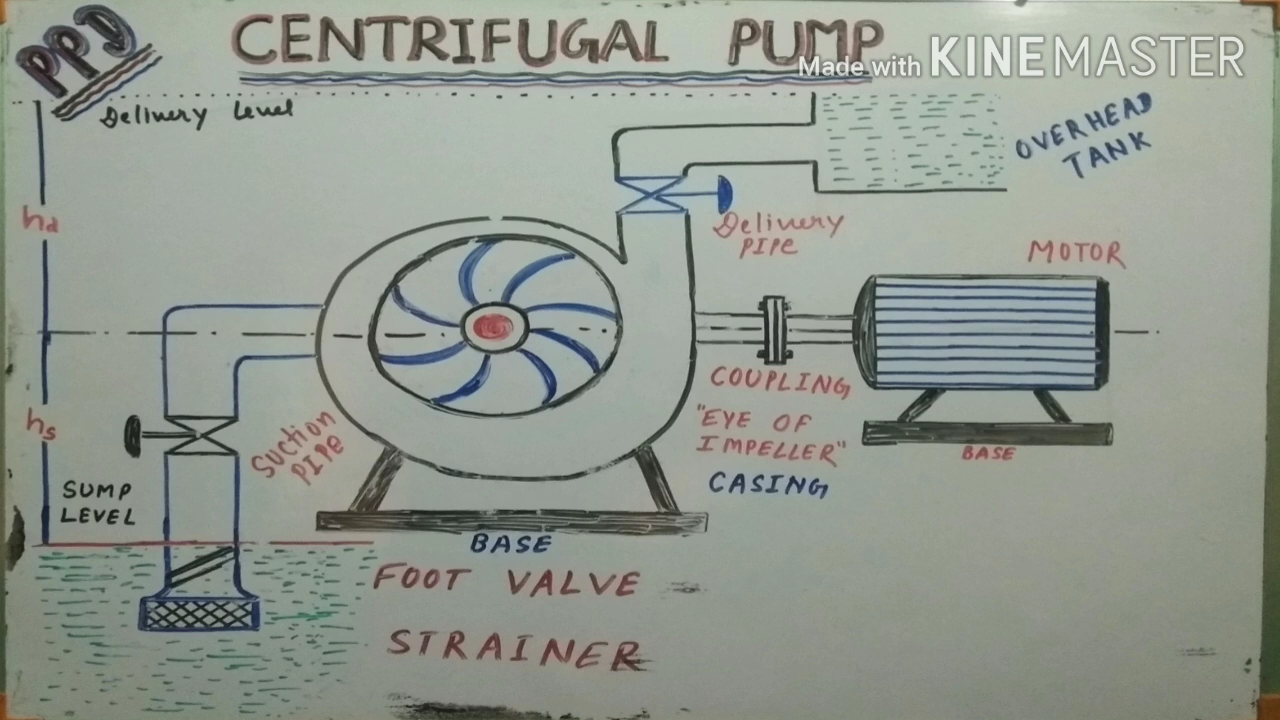 PPD
CENTRIFUGAL PUMP
Made with KINEMASTER
Delivery Level
OVERHEAD
TANK
hd
Delivery
PIPE
MOTOR
COUPLING
hs
"EYE OF
IMPELLER"
SUCTION
PIPE
BASE
CASING
SUMP
LEVEL
BASE
FOOT VALVE
STRAINER